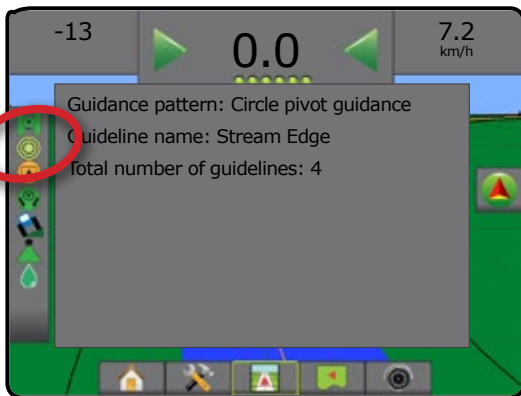 -13
0.0
7.2
km/h
Guidance pattern: Circle pivot guidance
Guideline name: Stream Edge
Total number of guidelines: 4